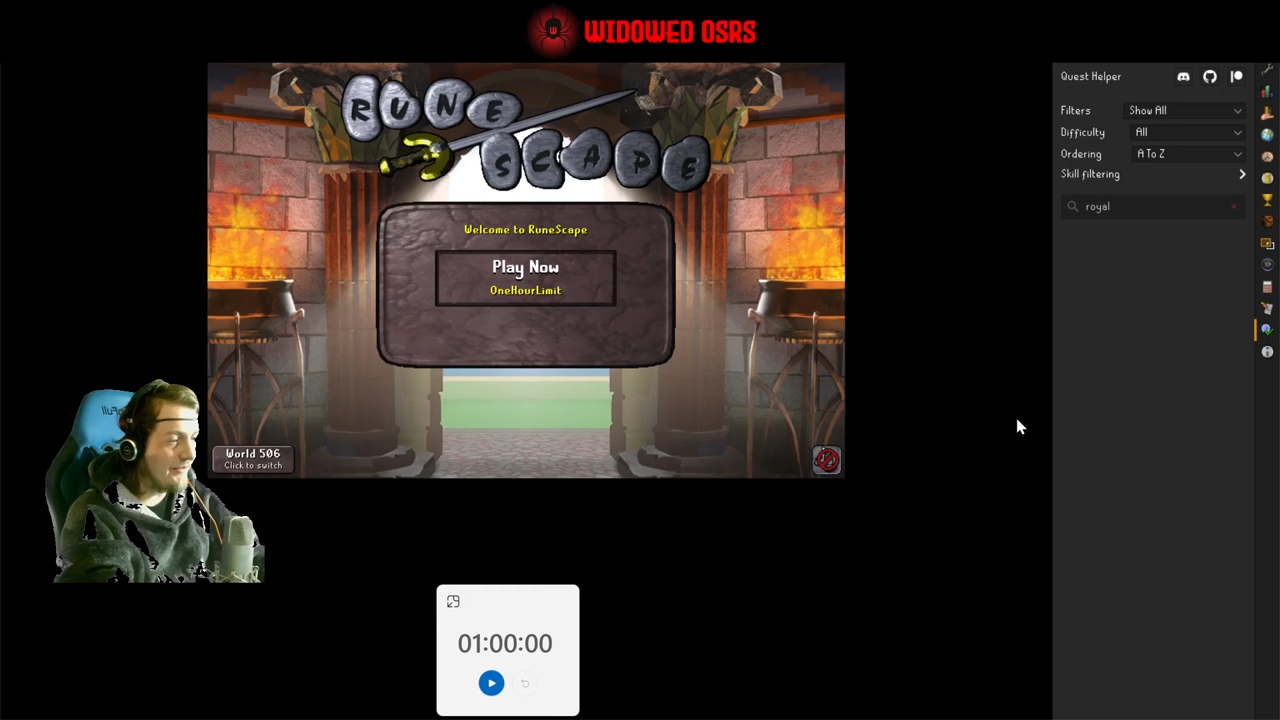 WIDOWED OSRS
RUNE
SCAPE
Welcome to RuneScape
Play Now
OneHourLimit
World 506
Click to switch
01:00:00
Quest Helper
Filters Show All
Difficulty All
Ordering A To Z
Skill filtering
royal